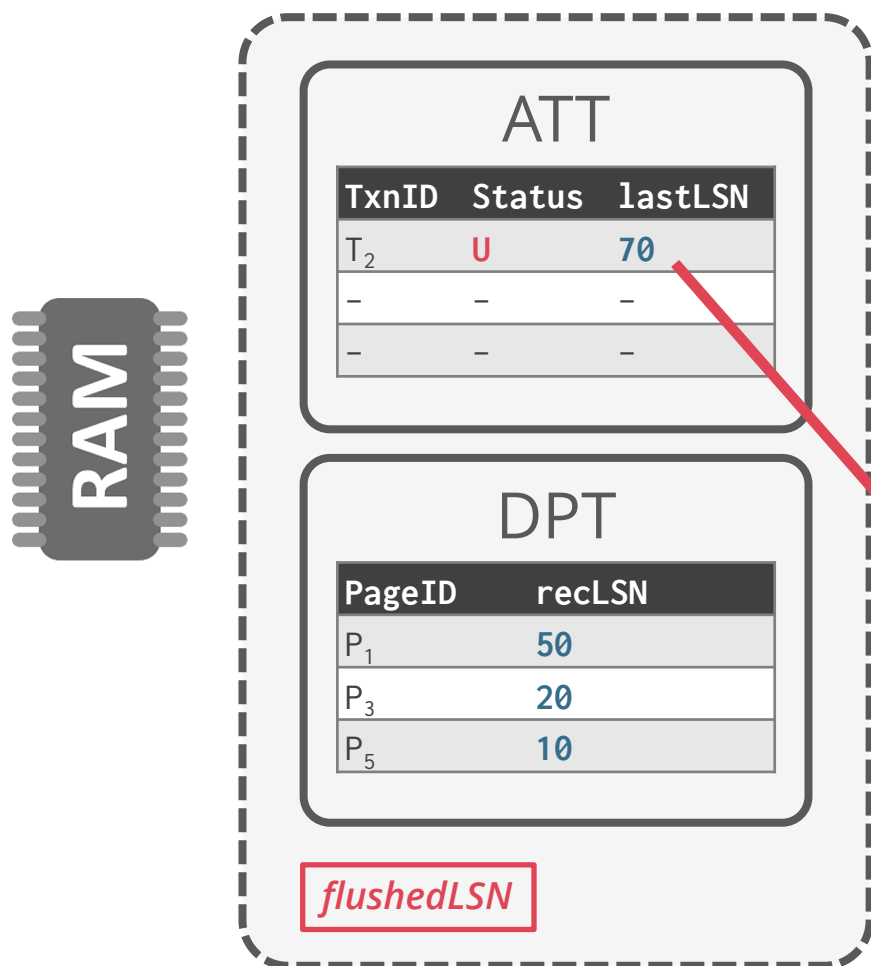 RAM
ATT
TxnID Status lastLSN
T₂ U 70
– – –
– – –
DPT
PageID recLSN
P₁ 50
P₃ 20
P₅ 10
flushedLSN